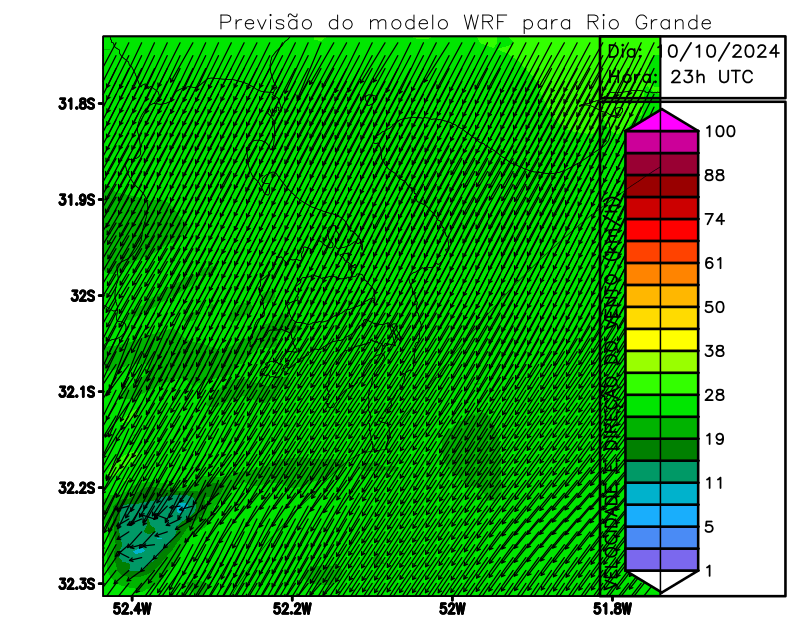 Previsão do modelo WRF para Rio Grande
Dia: 10/10/2024
Hora: 23h UTC
31.8S
31.9S
32S
32.1S
32.2S
32.3S
52.4W
52.2W
52W
51.8W
VELOCIDADE E DIREÇÃO DO VENTO (km/h)
100
88
74
61
50
38
28
19
11
5
1